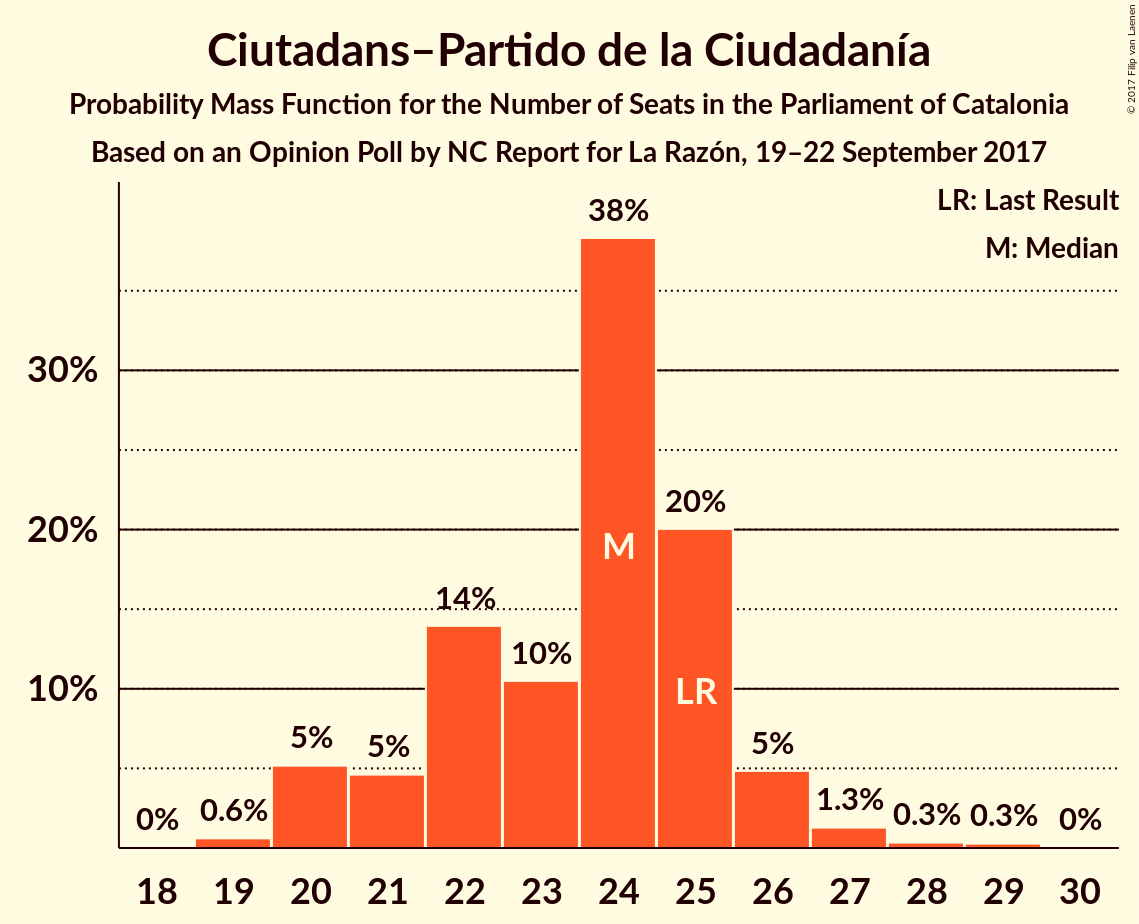 Ciutadans–Partido de la Ciudadanía
Probability Mass Function for the Number of Seats in the Parliament of Catalonia
Based on an Opinion Poll by NC Report for La Razón, 19–22 September 2017
© 2017 Filip van Laenen
LR: Last Result
M: Median
30%
20%
10%
0%
0.6%
5%
5%
14%
10%
38%
20%
5%
1.3%
0.3%
0.3%
0%
M
LR
18 19 20 21 22 23 24 25 26 27 28 29 30